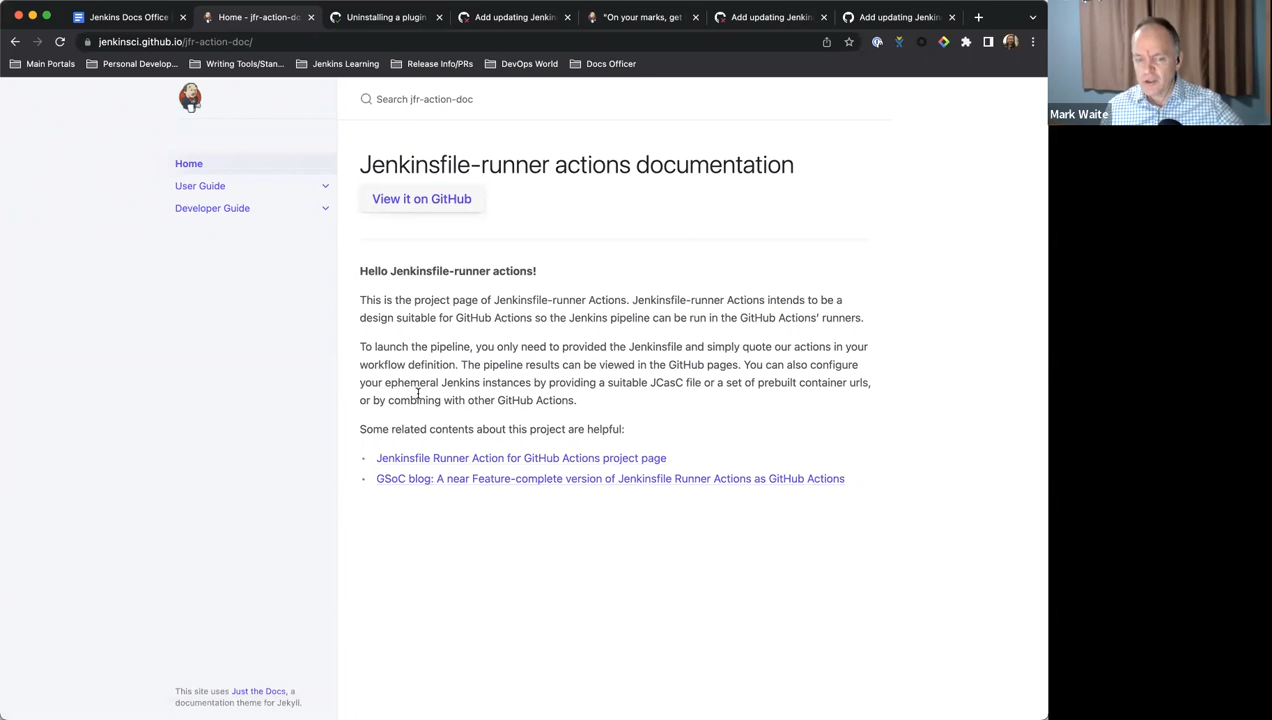 Jenkins Docs Office
Home - jfr-action-do
Uninstalling a plugin
Add updating Jenkin
"On your marks, get
Add updating Jenkin
Add updating Jenkin
jenkinsci.github.io/jfr-action-doc/
Main Portals
Personal Develop...
Writing Tools/Stan...
Jenkins Learning
Release Info/PRs
DevOps World
Docs Officer
Mark Waite
Search jfr-action-doc
Home
User Guide
Developer Guide
Jenkinsfile-runner actions documentation
View it on GitHub
Hello Jenkinsfile-runner actions!
This is the project page of Jenkinsfile-runner Actions. Jenkinsfile-runner Actions intends to be a
design suitable for GitHub Actions so the Jenkins pipeline can be run in the GitHub Actions' runners.
To launch the pipeline, you only need to provided the Jenkinsfile and simply quote our actions in your
workflow definition. The pipeline results can be viewed in the GitHub pages. You can also configure
your ephemeral Jenkins instances by providing a suitable JCasC file or a set of prebuilt container urls,
or by combining with other GitHub Actions.
Some related contents about this project are helpful:
Jenkinsfile Runner Action for GitHub Actions project page
GSoC blog: A near Feature-complete version of Jenkinsfile Runner Actions as GitHub Actions
This site uses Just the Docs, a
documentation theme for Jekyll.